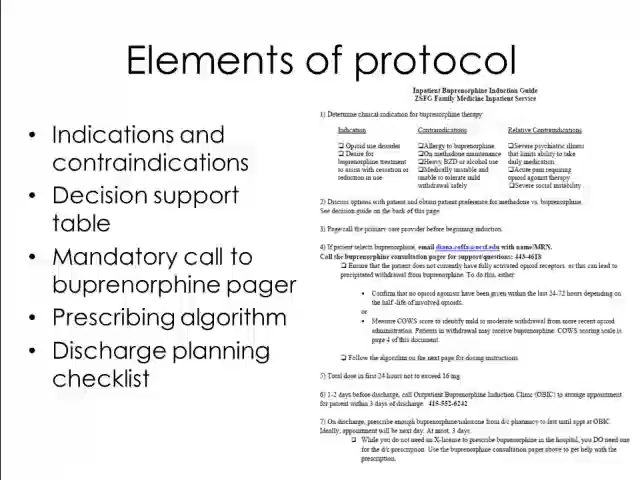 Elements of protocol
• Indications and
contraindications
• Decision support
table
• Mandatory call to
buprenorphine pager
• Prescribing algorithm
• Discharge planning
checklist
Inpatient Buprenorphine Induction Guide
ZSFG Family Medicine Inpatient Service
1) Determine clinical indication for buprenorphine therapy
Indication Contraindications Relative Contraindications
❑ Opioid use disorder ❑Allergy to buprenorphine ❑Severe psychiatric illness
❑ Desire for ❑On methadone maintenance that limits ability to take
buprenorphine treatment ❑Heavy BZD or alcohol use daily medication.
to assist with cessation or ❑Medically unstable and ❑Acute pain requiring
reduction in use unable to tolerate mild opioid agonist therapy
withdrawal safely ❑Severe social instability
2) Discuss options with patient and obtain patient preference for methadone vs. buprenorphine.
See decision guide on the back of this page.
3) Page/call the primary care provider before beginning induction.
4) If patient selects buprenorphine, email diana.coffa@ucsf.edu with name/MRN.
Call the buprenorphine consultation pager for support/questions: 443-4618
❑ Ensure that the patient does not currently have fully activated opioid receptors, as this can lead to
precipitated withdrawal from buprenorphine. To do this, either:
• Confirm that no opioid agonists have been given within the last 24-72 hours depending on
the half-life of involved opioids.
or
• Measure COWS score to identify mild to moderate withdrawal from more recent opioid
administration. Patients in withdrawal may receive buprenorphine. COWS scoring scale is
page 4 of this document.
❑ Follow the algorithm on the next page for dosing instructions.
5) Total dose in first 24 hours not to exceed 16 mg.
6) 1-2 days before discharge, call Outpatient Buprenorphine Induction Clinic (OBIC) to arrange appointment
for patient within 3 days of discharge. 415-552-6242
7) On discharge, prescribe enough buprenorphine/naloxone from d/c pharmacy to last until appt at OBIC.
Ideally, appointment will be next day. At most, 3 days.
❑ While you do not need an X-license to prescribe buprenorphine in the hospital, you DO need one
for the d/c prescription. Use the buprenorphine consultation pager above to get help with the
prescription.